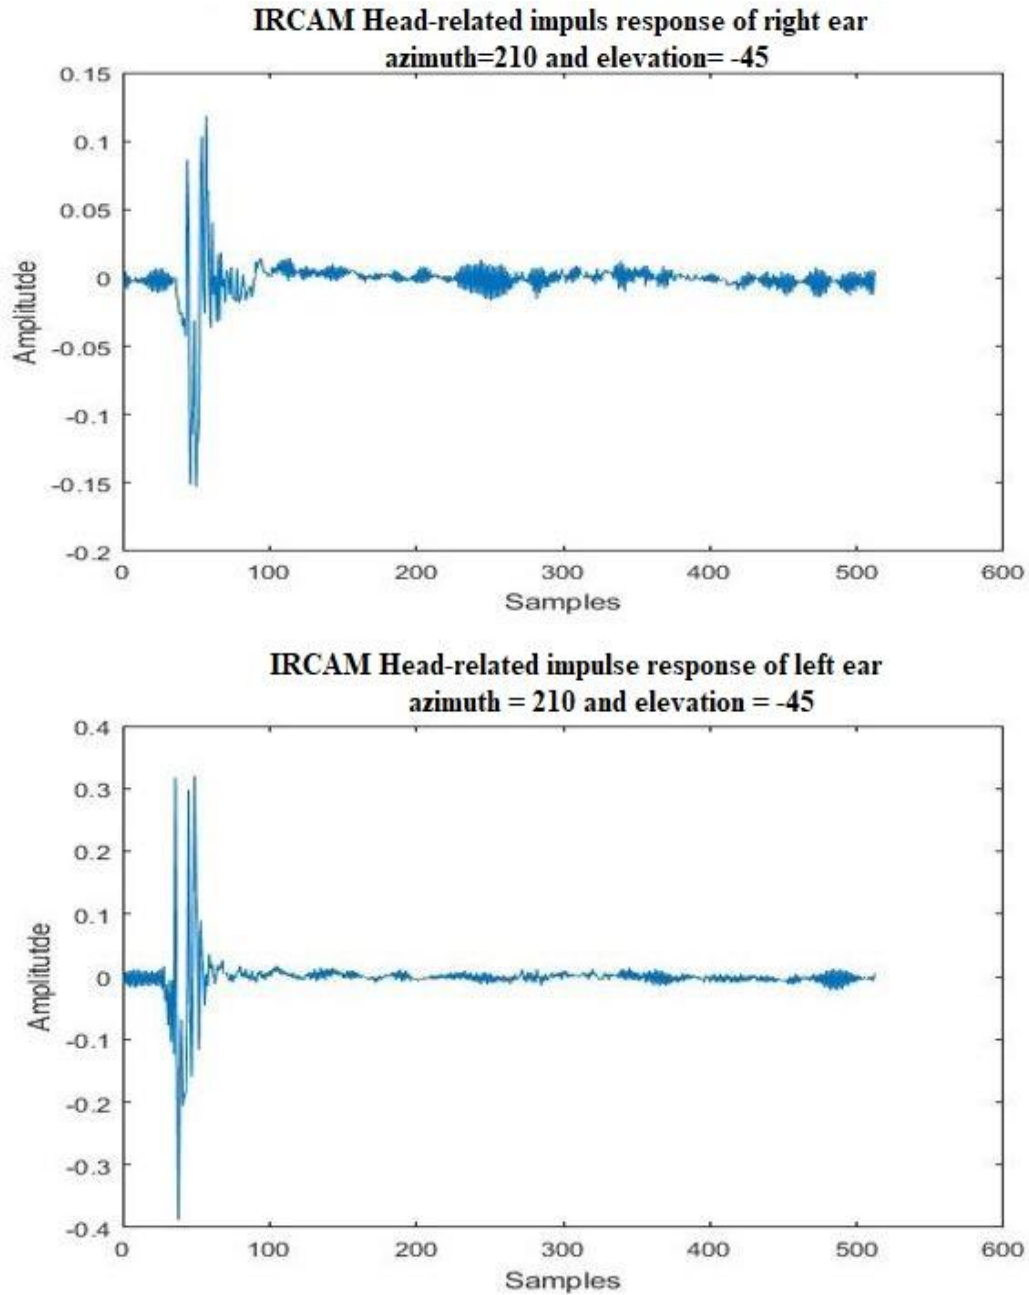 IRCAM Head-related impuls response of right ear
azimuth=210 and elevation= -45
0.15
0.1
0.05
0
-0.05
-0.1
-0.15
-0.2
Amplitutde
0 100 200 300 400 500 600
Samples
IRCAM Head-related impulse response of left ear
azimuth = 210 and elevation = -45
0.4
0.3
0.2
0.1
0
-0.1
-0.2
-0.3
-0.4
Amplitutde
0 100 200 300 400 500 600
Samples